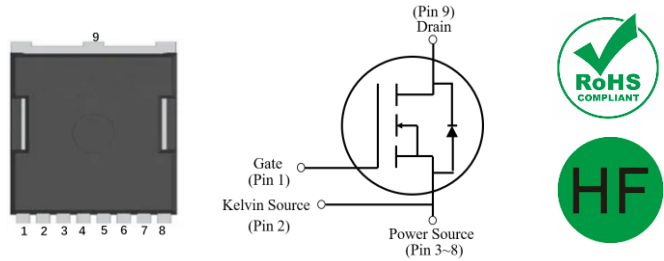 9
1 2 3 4 5 6 7 8
(Pin 9)
Drain
Gate
(Pin 1)
Kelvin Source
(Pin 2)
Power Source
(Pin 3~8)
RoHS
COMPLIANT
HF